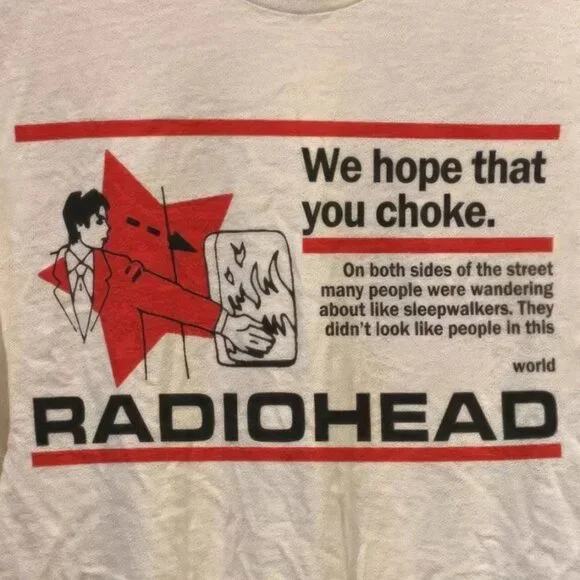 We hope that
you choke.
On both sides of the street
many people were wandering
about like sleepwalkers. They
didn't look like people in this
world
RADIOHEAD